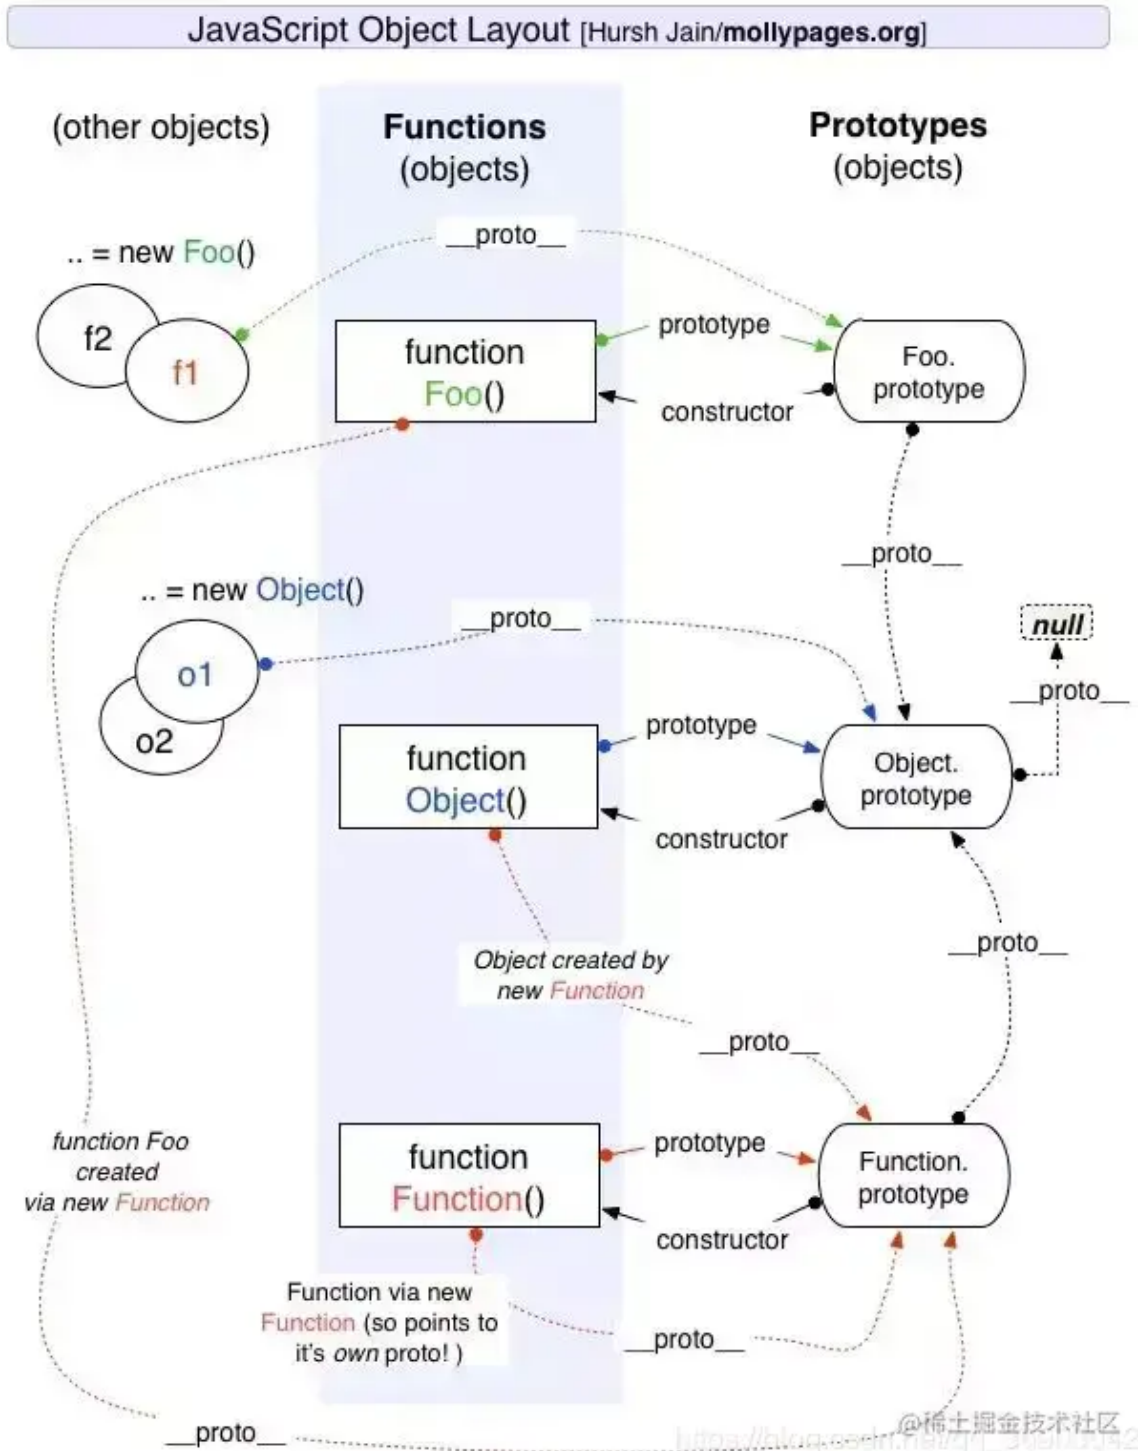 JavaScript Object Layout [Hursh Jain/mollypages.org]
(other objects)
Functions
(objects)
Prototypes
(objects)
.. = new Foo()
__proto__
f2
f1
function
Foo()
prototype
constructor
Foo.
prototype
__proto__
.. = new Object()
__proto__
null
__proto__
o1
o2
function
Object()
prototype
constructor
Object.
prototype
Object created by
new Function
__proto__
__proto__
function Foo
created
via new Function
function
Function()
prototype
constructor
Function.
prototype
Function via new
Function (so points to
it's own proto! )
__proto__
__proto__
@稀土掘金技术社区